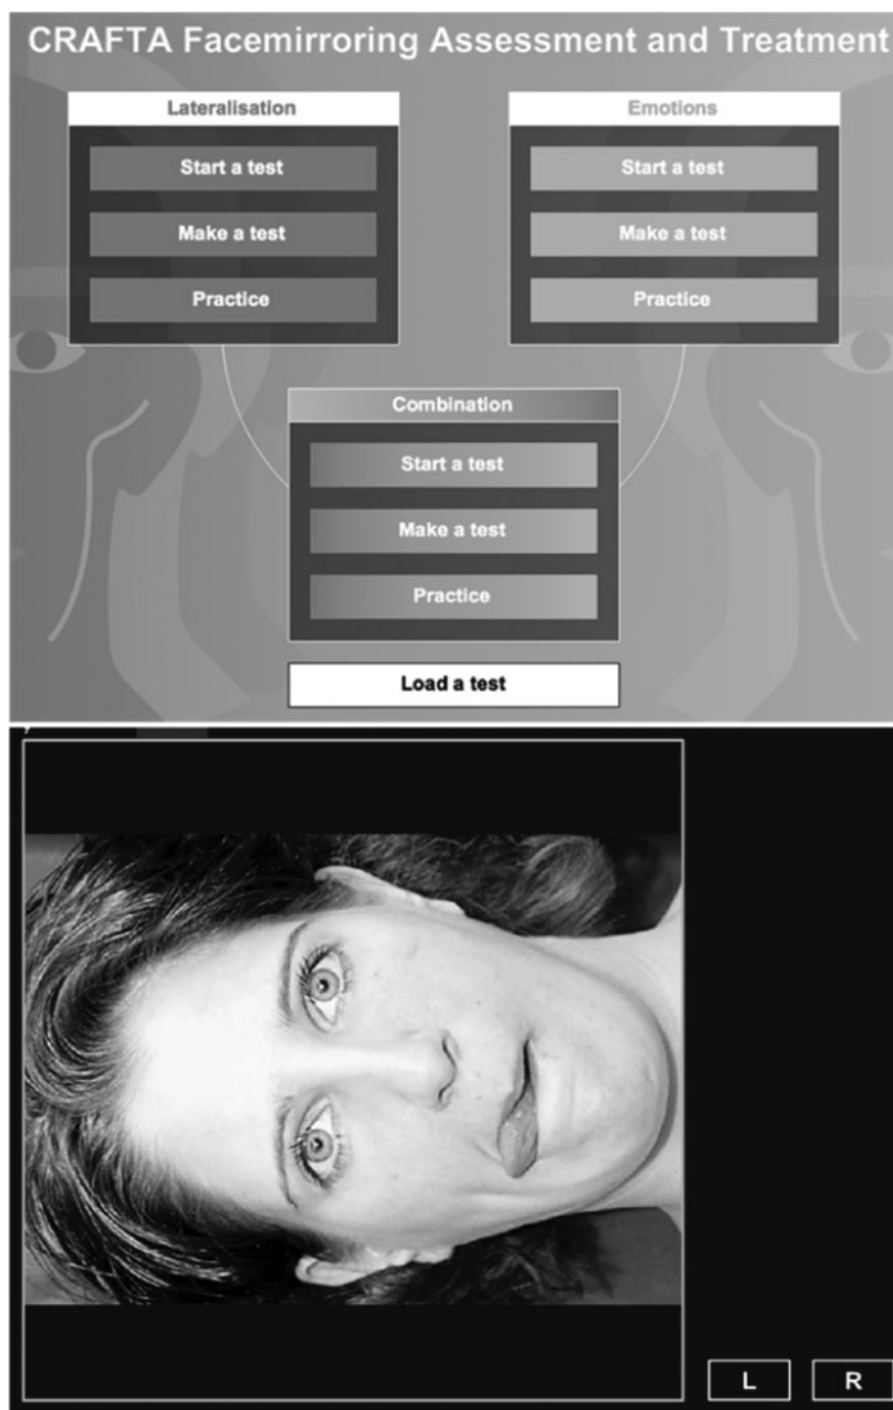 CRAFTA Facemirroring Assessment and Treatment
Lateralisation
Start a test
Make a test
Practice
Emotions
Start a test
Make a test
Practice
Combination
Start a test
Make a test
Practice
Load a test
L R